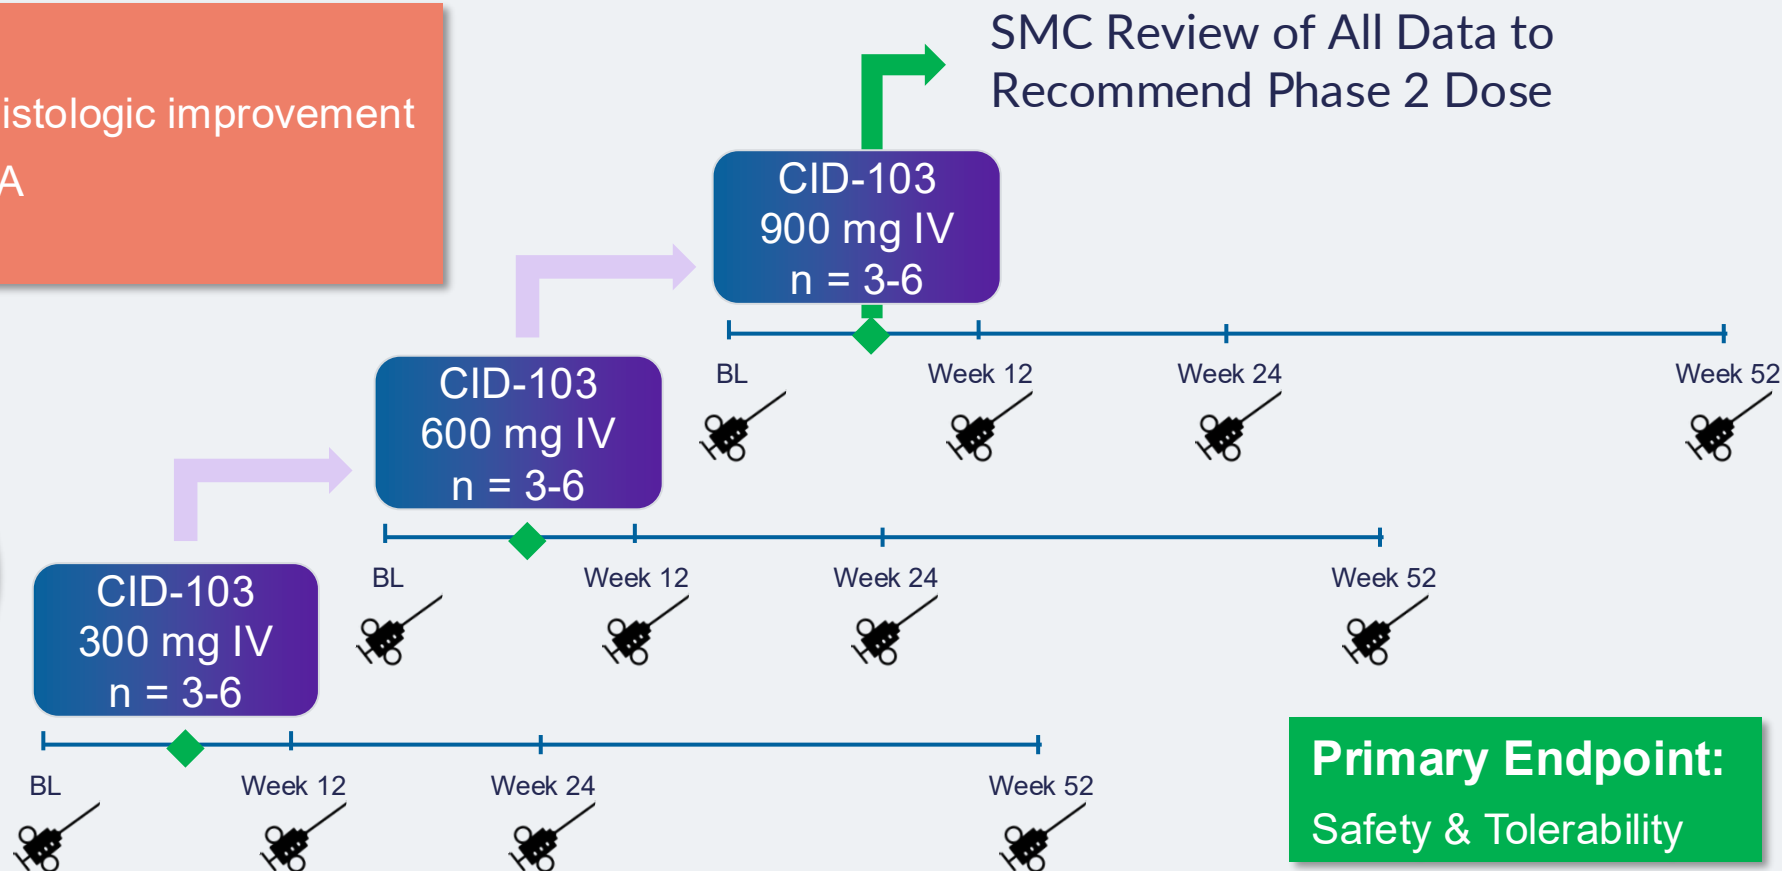 SMC Review of All Data to
Recommend Phase 2 Dose
istologic improvement
A
CID-103
900 mg IV
n = 3-6
BL
Week 12
Week 24
Week 52
CID-103
600 mg IV
n = 3-6
BL
Week 12
Week 24
Week 52
CID-103
300 mg IV
n = 3-6
BL
Week 12
Week 24
Week 52
Primary Endpoint:
Safety & Tolerability